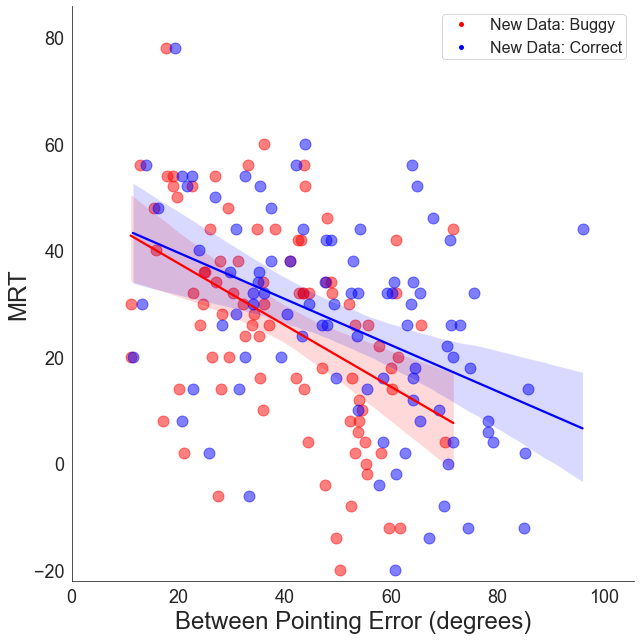 New Data: Buggy
New Data: Correct
80
60
40
20
0
−20
MRT
0 20 40 60 80 100
Between Pointing Error (degrees)